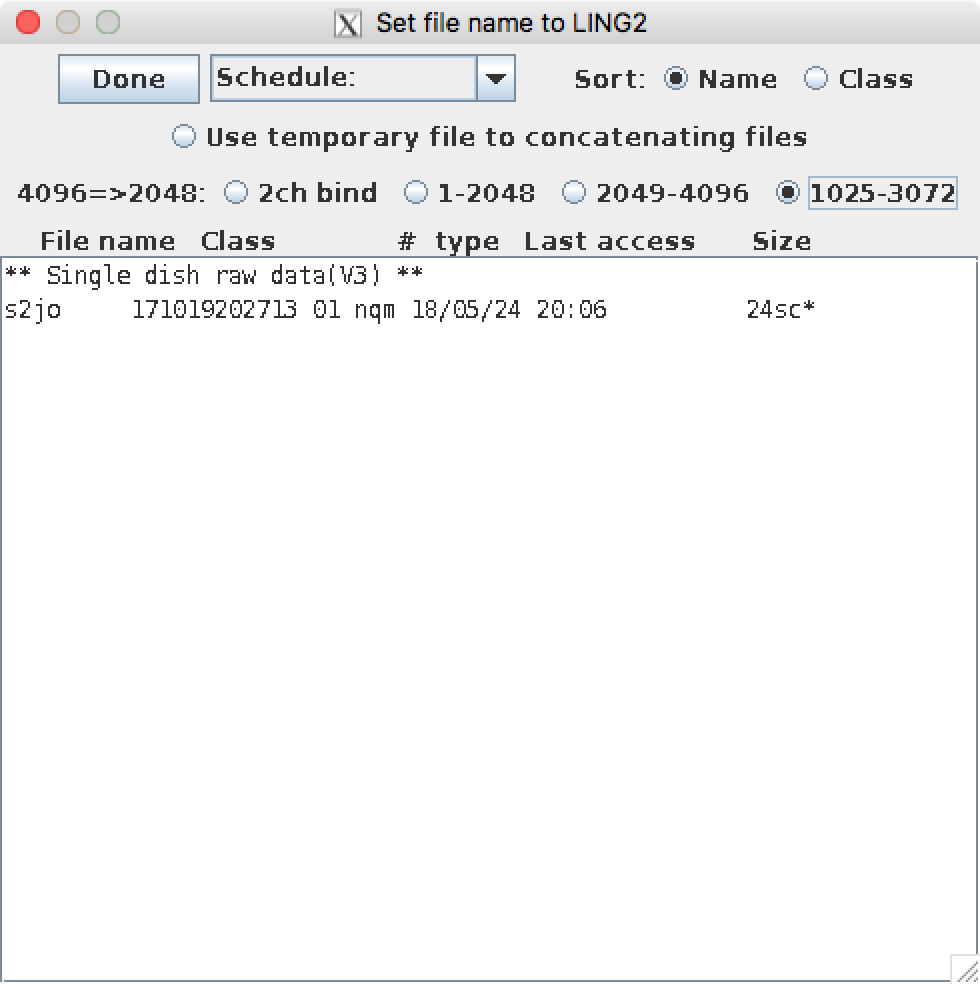 Set file name to LING2
Done Schedule: Sort: Name Class
Use temporary file to concatenating files
4096=>2048: 2ch bind 1-2048 2049-4096 1025-3072
File name Class # type Last access Size
** Single dish raw data(V3) **
s2jo 171019202713 01 nqm 18/05/24 20:06 24sc*